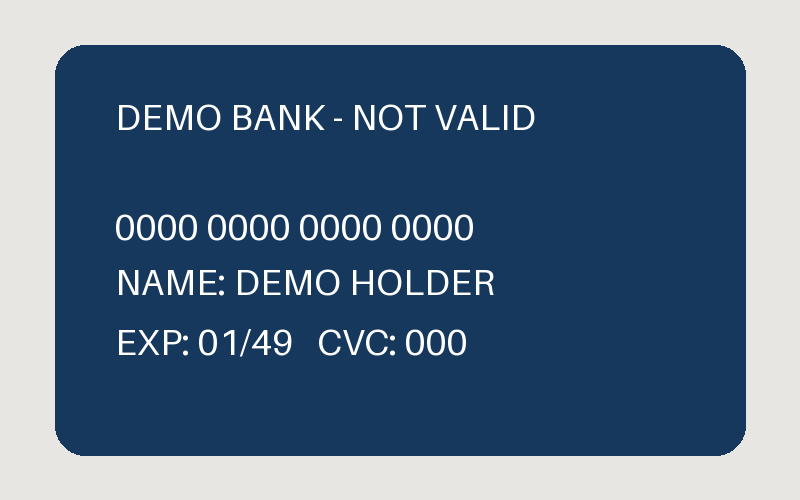 DEMO BANK - NOT VALID
0000 0000 0000 0000
NAME: DEMO HOLDER
EXP: 01/49 CVC: 000